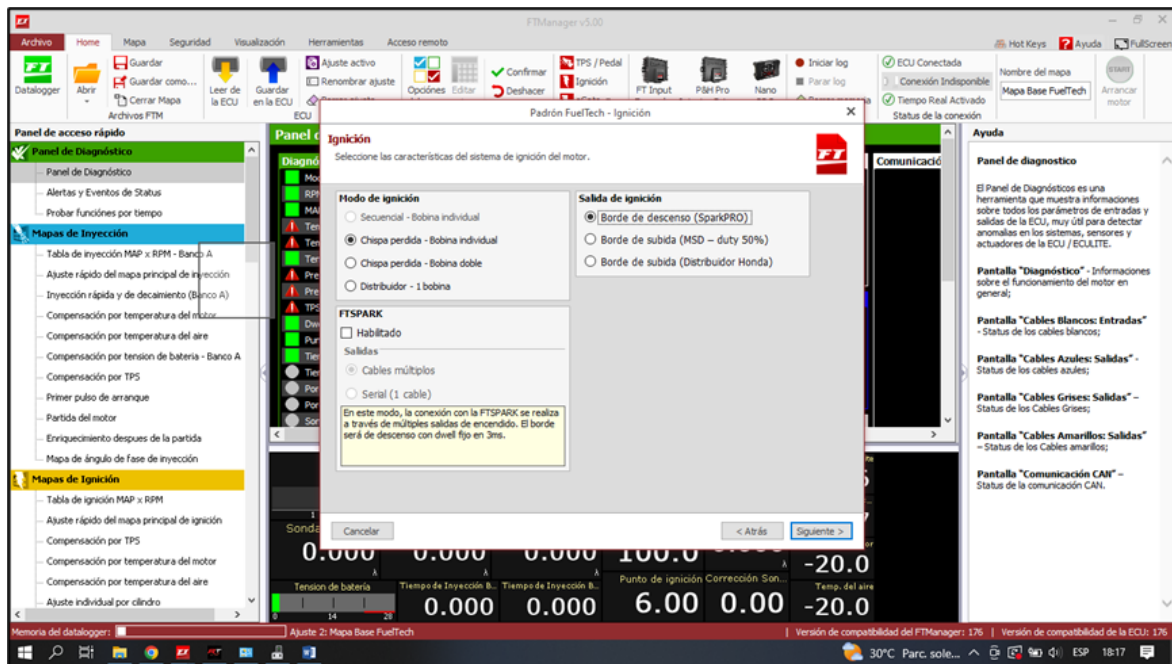 FTManager v5.00
Archivo
Home
Mapa
Seguridad
Visualización
Herramientas
Acceso remoto
Hot Keys
Ayuda
FullScreen
Datalogger
Abrir
Guardar
Guardar como...
Cerrar Mapa
Archivos FTM
Leer de
la ECU
Guardar
en la ECU
ECU
Ajuste activo
Renombrar ajuste
Opciónes
Editar
Confirmar
Deshacer
TPS / Pedal
Ignición
FT Input
P&H Pro
Nano
Iniciar log
Parar log
ECU Conectada
Conexión Indisponible
Tiempo Real Activado
Status de la conexión
Nombre del mapa
Mapa Base FuelTech
START
Arrancar
motor
Panel de acceso rápido
Panel de Diagnóstico
Panel de Diagnóstico
Alertas y Eventos de Status
Probar funciónes por tiempo
Mapas de Inyección
Tabla de inyección MAP x RPM - Banco A
Ajuste rápido del mapa principal de inyección
Inyección rápida y de decaimiento (Banco A)
Compensación por temperatura del motor
Compensación por temperatura del aire
Compensación por tension de bateria - Banco A
Compensación por TPS
Primer pulso de arranque
Partida del motor
Enriquecimiento despues de la partida
Mapa de ángulo de fase de inyección
Mapas de Ignición
Tabla de ignición MAP x RPM
Ajuste rápido del mapa principal de ignición
Compensación por TPS
Compensación por temperatura del motor
Compensación por temperatura del aire
Ajuste individual por cilindro
Padrón FuelTech - Ignición
Ignición
Seleccione las características del sistema de ignición del motor.
FT
Modo de ignición
Secuencial - Bobina individual
Chispa perdida - Bobina individual
Chispa perdida - Bobina doble
Distribuidor - 1 bobina
Salida de ignición
Borde de descenso (SparkPRO)
Borde de subida (MSD – duty 50%)
Borde de subida (Distribuidor Honda)
FTSPARK
Habilitado
Salidas
Cables múltiplos
Serial (1 cable)
En este modo, la conexión con la FTSPARK se realiza
a través de múltiples salidas de encendido. El borde
será de descenso con dwell fijo en 3ms.
Cancelar
< Atrás
Siguiente >
Comunicació
Tension de batería
0 14 28
Tiempo de Inyección B...
0.000
Tiempo de Inyección B...
0.000
Punto de ignición
6.00
Corrección Son...
0.00
-20.0
Temp. del aire
-20.0
Ayuda
Panel de diagnostico
El Panel de Diagnósticos es una
herramienta que muestra informaciones
sobre todos los parámetros de entradas y
salidas de la ECU, muy útil para detectar
anomalias en los sistemas, sensores y
actuadores de la ECU / ECULITE.
Pantalla "Diagnóstico" - Informaciones
sobre el funcionamiento del motor en
general;
Pantalla "Cables Blancos: Entradas"
- Status de los cables blancos;
Pantalla "Cables Azules: Salidas" -
Status de los cables azules;
Pantalla "Cables Grises: Salidas" –
Status de los Cables Grises;
Pantalla "Cables Amarillos: Salidas"
– Status de los Cables amarillos;
Pantalla "Comunicación CAN" –
Status de la comunicación CAN.
Memoria del datalogger:
Ajuste 2: Mapa Base FuelTech
Versión de compatibilidad del FTManager: 176
Versión de compatibilidad de la ECU: 176
30°C Parc. sole...
ESP
18:17